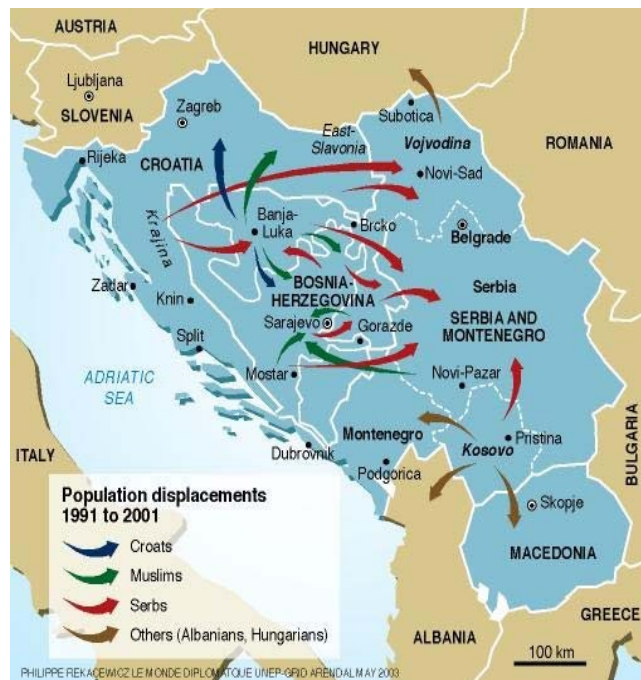 AUSTRIA
HUNGARY
Ljubljana
SLOVENIA
Zagreb
Subotica
East-
Slavonia
Vojvodina
ROMANIA
Rijeka
CROATIA
Novi-Sad
Krajina
Banja-
Luka
Brcko
Belgrade
Zadar
Knin
BOSNIA-
HERZEGOVINA
Serbia
Sarajevo
Gorazde
SERBIA AND
MONTENEGRO
Split
Mostar
Novi-Pazar
ADRIATIC
SEA
BULGARIA
ITALY
Dubrovnik
Montenegro
Kosovo
Pristina
Podgorica
Skopje
MACEDONIA
ALBANIA
GREECE
100 km
Population displacements
1991 to 2001
Croats
Muslims
Serbs
Others (Albanians, Hungarians)
PHILIPPE REKACEWICZ LE MONDE DIPLOMATIQUE UNEP-GRID ARENDAL MAY 2003